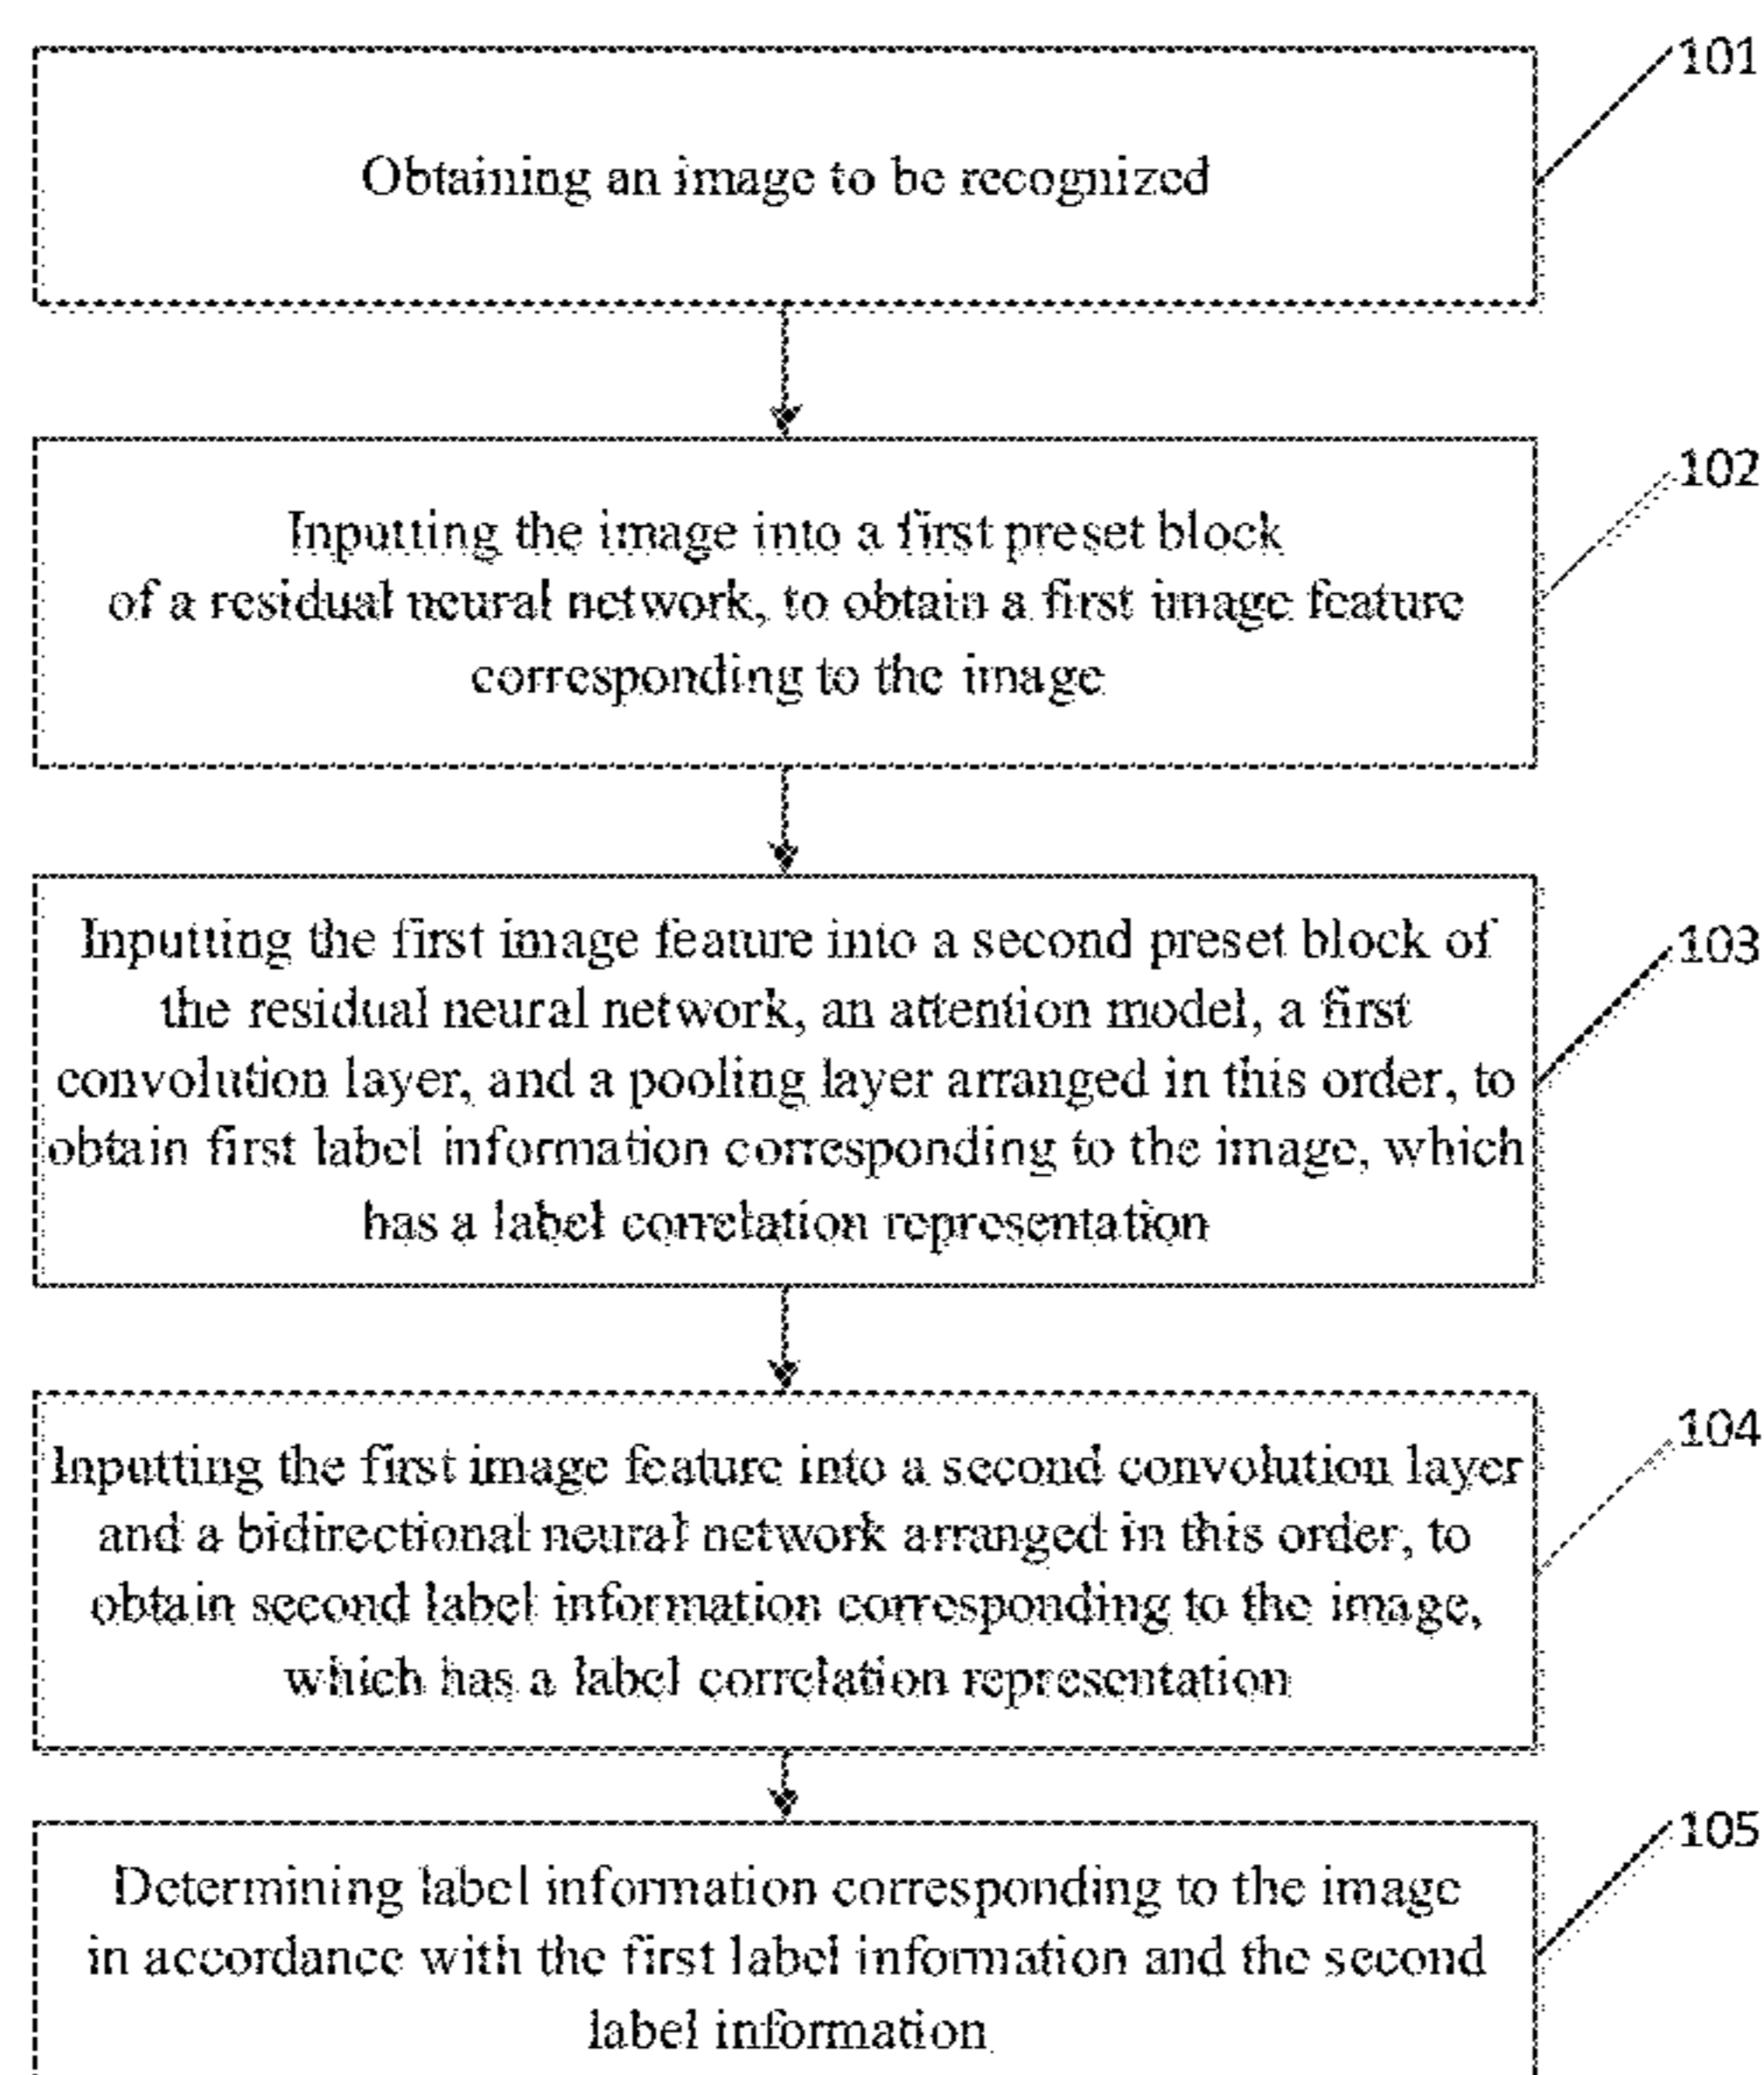 101
Obtaining an image to be recognized
102
Inputting the image into a first preset block
of a residual neural network, to obtain a first image feature
corresponding to the image
103
Inputting the first image feature into a second preset block of
the residual neural network, an attention model, a first
convolution layer, and a pooling layer arranged in this order, to
obtain first label information corresponding to the image, which
has a label correlation representation
104
Inputting the first image feature into a second convolution layer
and a bidirectional neural network arranged in this order, to
obtain second label information corresponding to the image,
which has a label correlation representation
105
Determining label information corresponding to the image
in accordance with the first label information and the second
label information